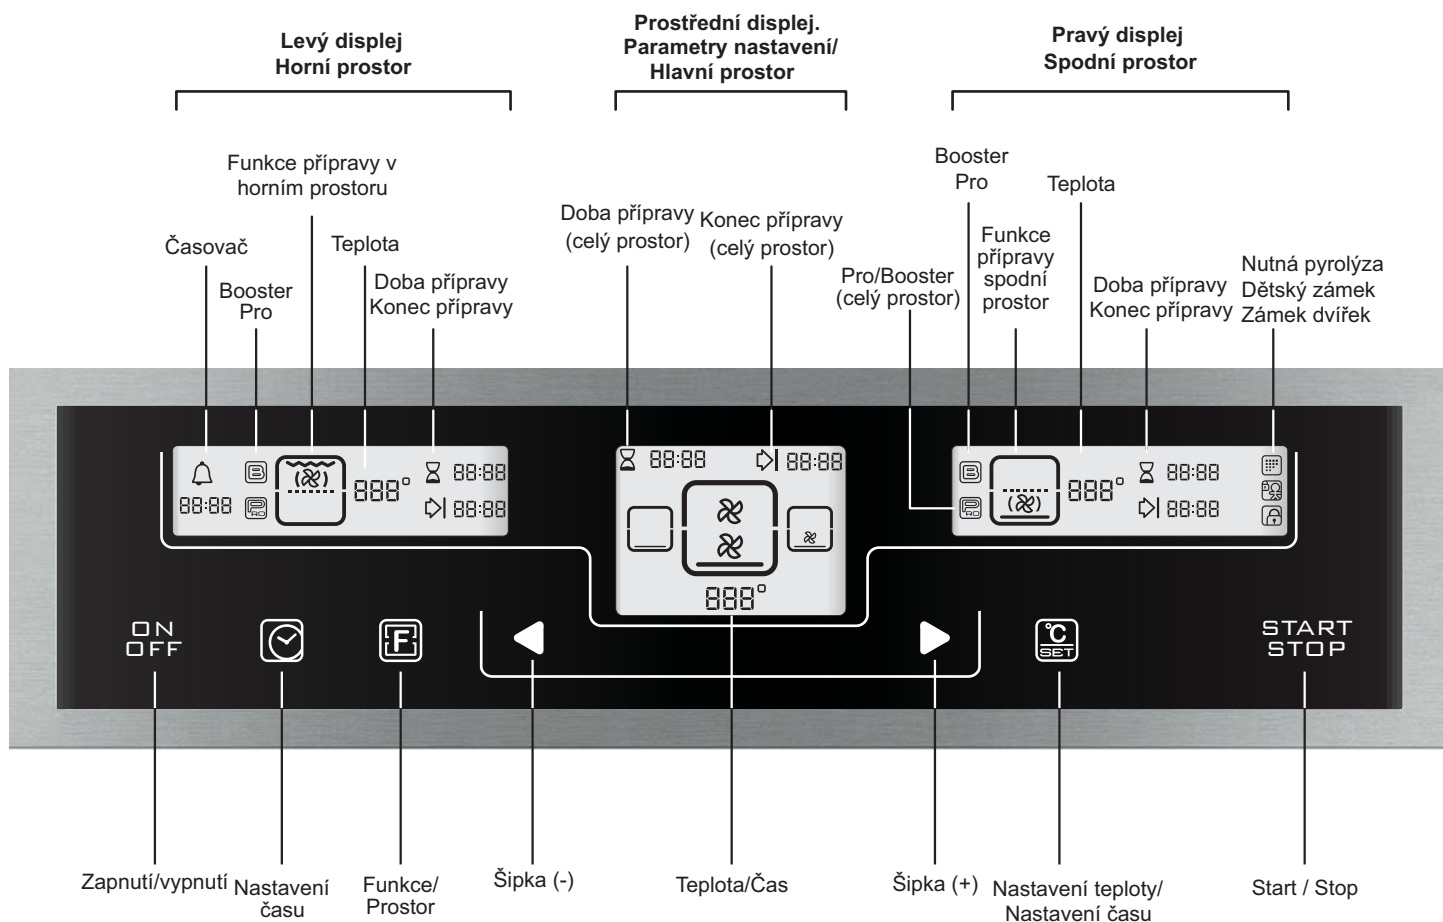 Levý displej
Horní prostor
Prostřední displej.
Parametry nastavení/
Hlavní prostor
Pravý displej
Spodní prostor
Funkce přípravy v
horním prostoru
Časovač
Booster
Pro
Teplota
Doba přípravy
Konec přípravy
Doba přípravy
(celý prostor)
Konec přípravy
(celý prostor)
Pro/Booster
(celý prostor)
Booster
Pro
Funkce
přípravy
spodní
prostor
Teplota
Doba přípravy
Konec přípravy
Nutná pyrolýza
Dětský zámek
Zámek dvířek
88:88
B
PRO
888°
88:88
88:88
88:88
88:88
888°
B
PRO
888°
88:88
88:88
ON
OFF
F
°C
SET
START
STOP
Zapnutí/vypnutí
Nastavení
času
Funkce/
Prostor
Šipka (-)
Teplota/Čas
Šipka (+)
Nastavení teploty/
Nastavení času
Start / Stop